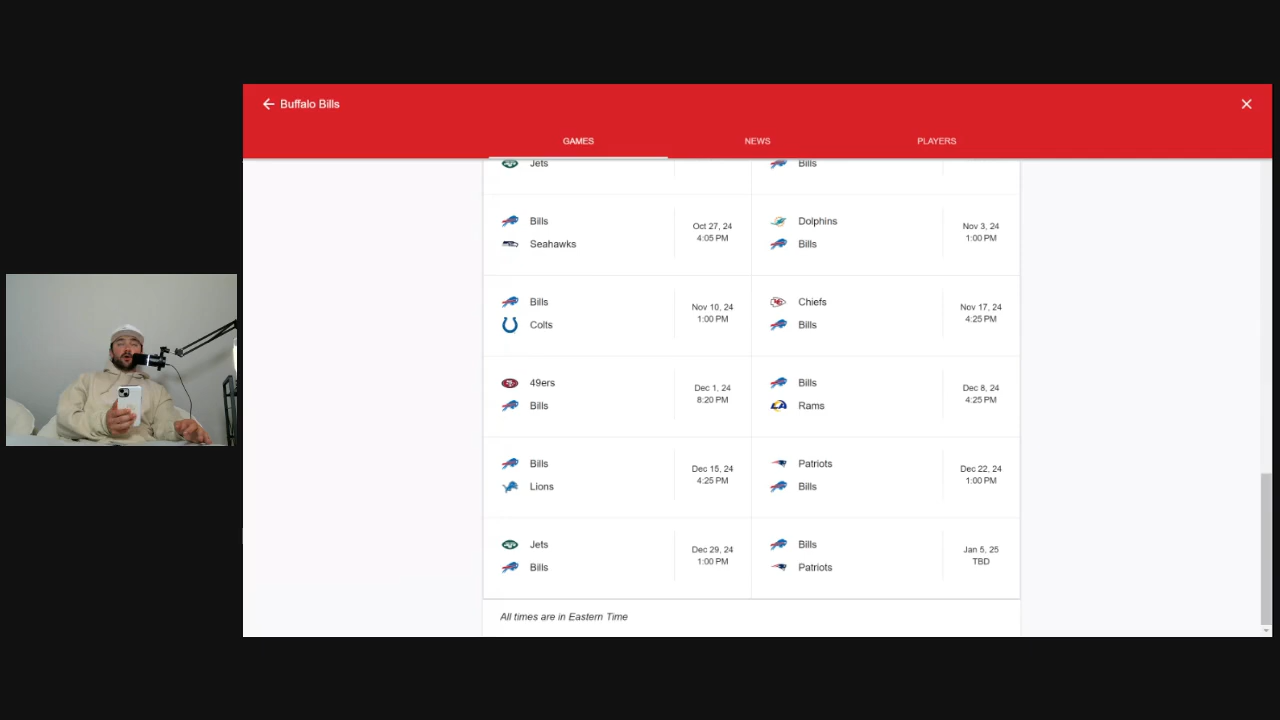 Buffalo Bills
GAMES
NEWS
PLAYERS
Jets
Bills
Bills
Seahawks
Oct 27, 24
4:05 PM
Dolphins
Bills
Nov 3, 24
1:00 PM
Bills
Colts
Nov 10, 24
1:00 PM
Chiefs
Bills
Nov 17, 24
4:25 PM
49ers
Bills
Dec 1, 24
8:20 PM
Bills
Rams
Dec 8, 24
4:25 PM
Bills
Lions
Dec 15, 24
4:25 PM
Patriots
Bills
Dec 22, 24
1:00 PM
Jets
Bills
Dec 29, 24
1:00 PM
Bills
Patriots
Jan 5, 25
TBD
All times are in Eastern Time